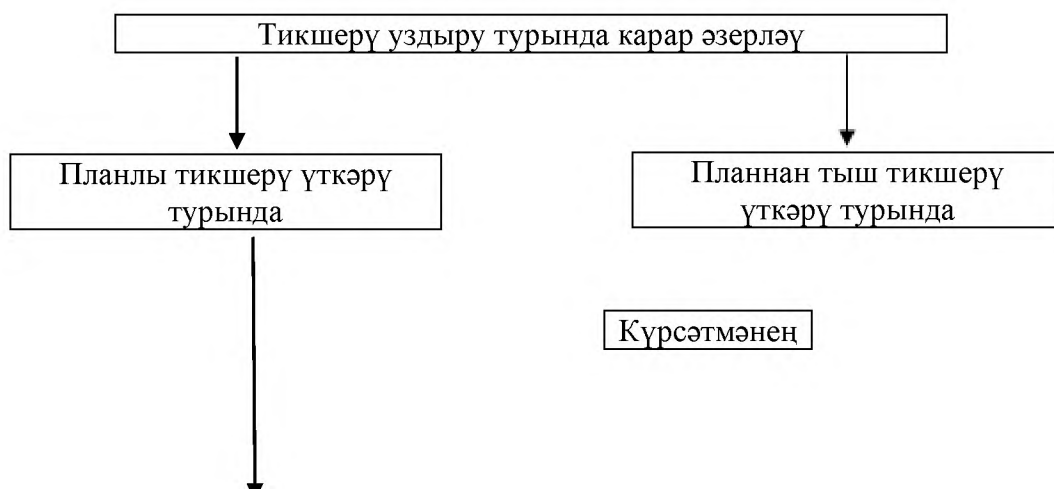 Тикшерү уздыру турында карар әзерләү
Планлы тикшерү үткәрү
турында
Планнан тыш тикшерү
үткәрү турында
Күрсәтмәнең